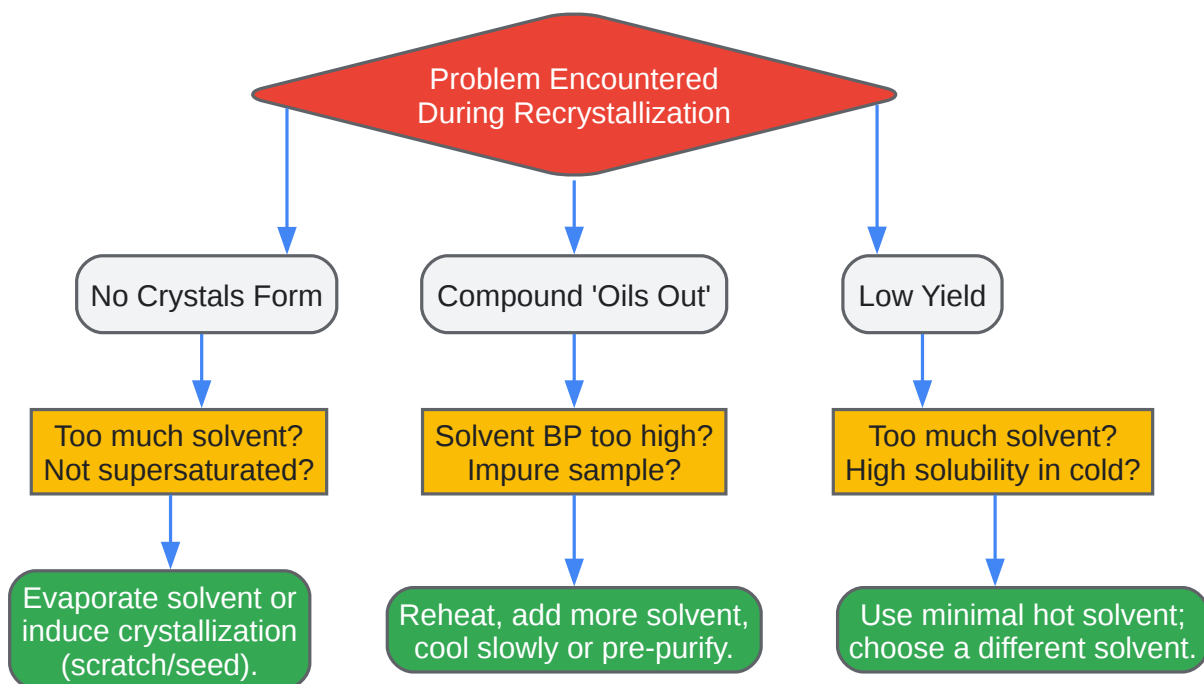 Problem Encountered
During Recrystallization
No Crystals Form
Compound 'Oils Out'
Low Yield
Too much solvent?
Not supersaturated?
Solvent BP too high?
Impure sample?
Too much solvent?
High solubility in cold?
Evaporate solvent or
induce crystallization
(scratch/seed).
Reheat, add more solvent,
cool slowly or pre-purify.
Use minimal hot solvent;
choose a different solvent.